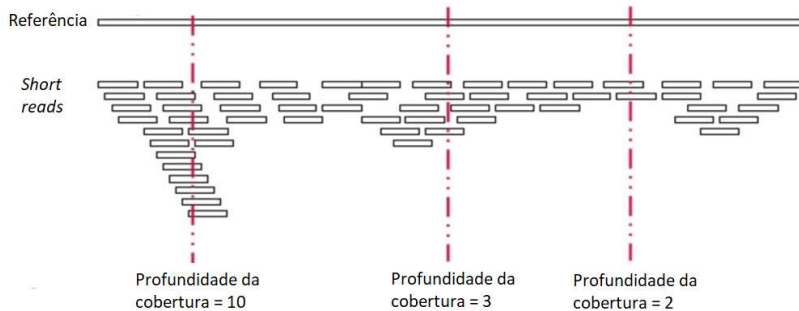 Referência
Short
reads
Profundidade da
cobertura = 10
Profundidade da
cobertura = 3
Profundidade da
cobertura = 2